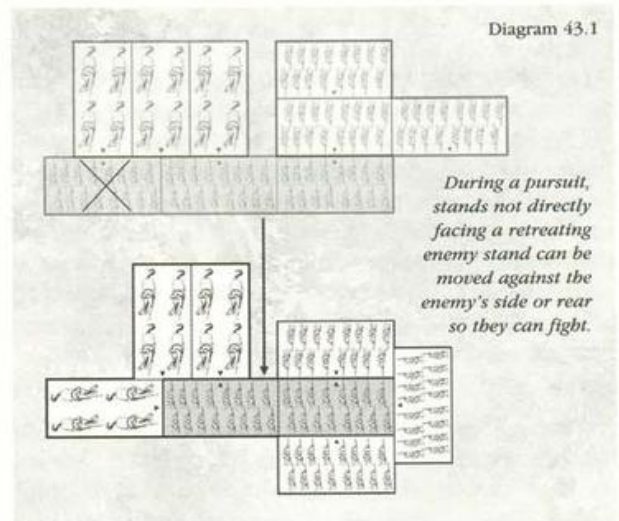 Diagram 43.1
During a pursuit,
stands not directly
facing a retreating
enemy stand can be
moved against the
enemy's side or rear
so they can fight.